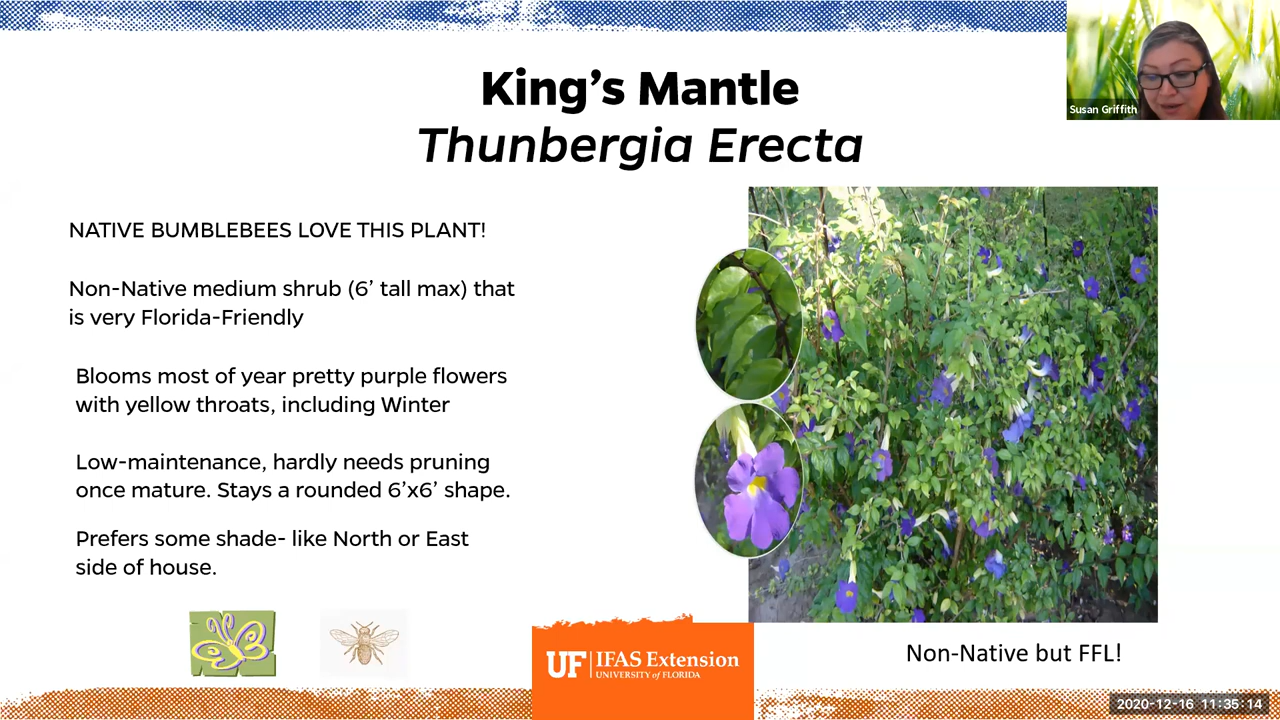 Susan Griffith
King's Mantle
Thunbergia Erecta
NATIVE BUMBLEBEES LOVE THIS PLANT!
Non-Native medium shrub (6' tall max) that
is very Florida-Friendly
Blooms most of year pretty purple flowers
with yellow throats, including Winter
Low-maintenance, hardly needs pruning
once mature. Stays a rounded 6'x6' shape.
Prefers some shade- like North or East
side of house.
UF IFAS Extension
UNIVERSITY of FLORIDA
Non-Native but FFL!
2020-12-16 11:35:14